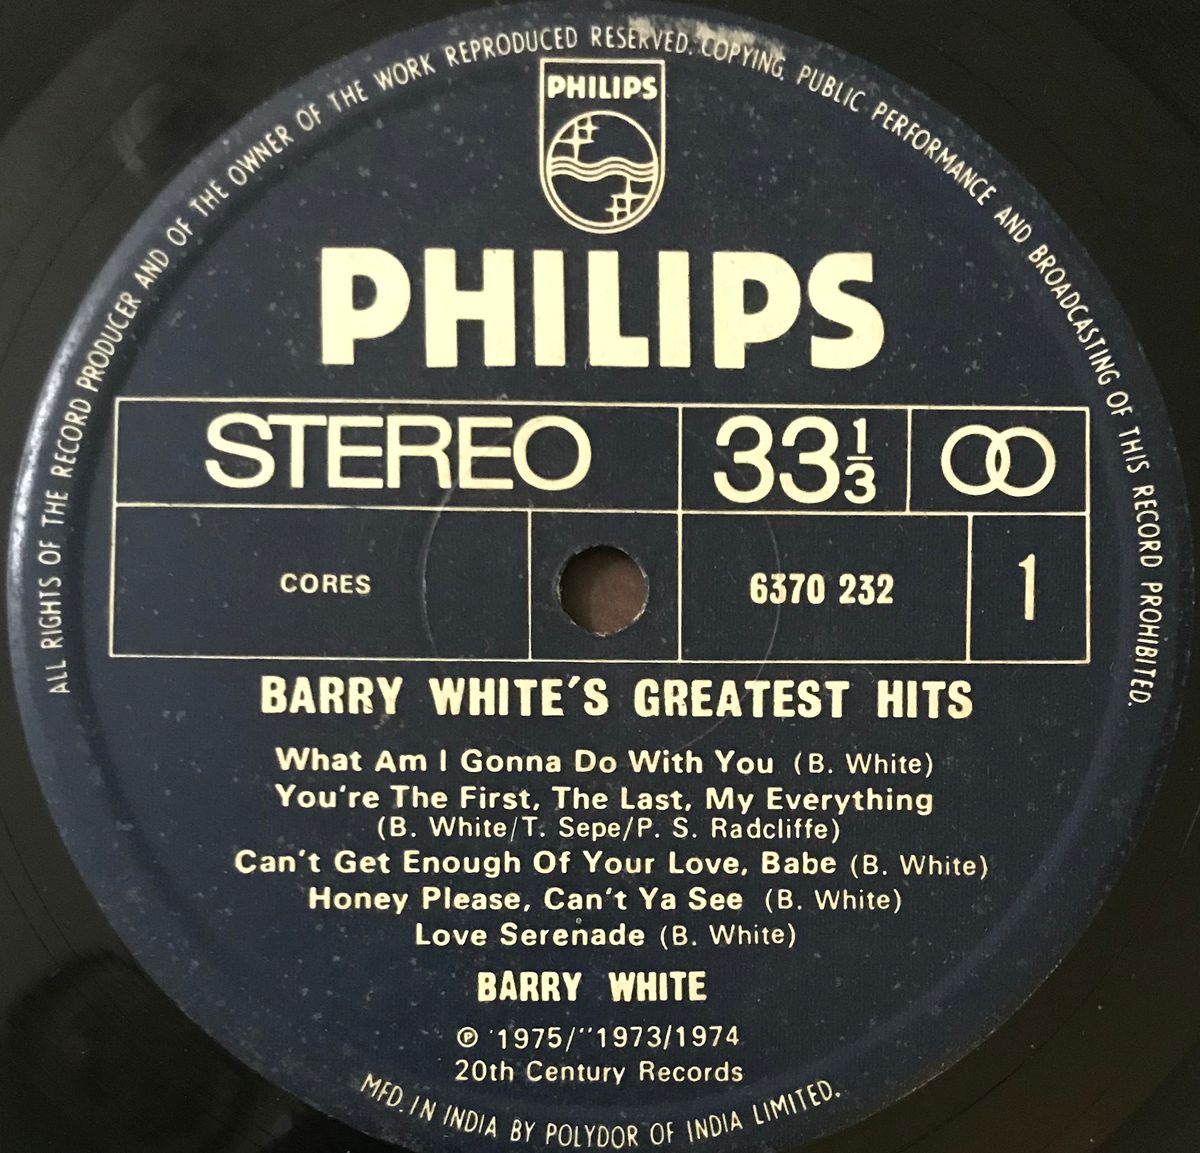 ALL RIGHTS OF THE RECORD PRODUCER AND OF THE OWNER OF THE WORK REPRODUCED RESERVED. COPYING, PUBLIC PERFORMANCE AND BROADCASTING OF THIS RECORD PROHIBITED.
PHILIPS
PHILIPS
STEREO 33 1/3
CORES 6370 232 1
BARRY WHITE'S GREATEST HITS
What Am I Gonna Do With You (B. White)
You're The First, The Last, My Everything
(B. White/T. Sepe/P. S. Radcliffe)
Can't Get Enough Of Your Love, Babe (B. White)
Honey Please, Can't Ya See (B. White)
Love Serenade (B. White)
BARRY WHITE
℗ '1975/''1973/1974
20th Century Records
MFD. IN INDIA BY POLYDOR OF INDIA LIMITED.